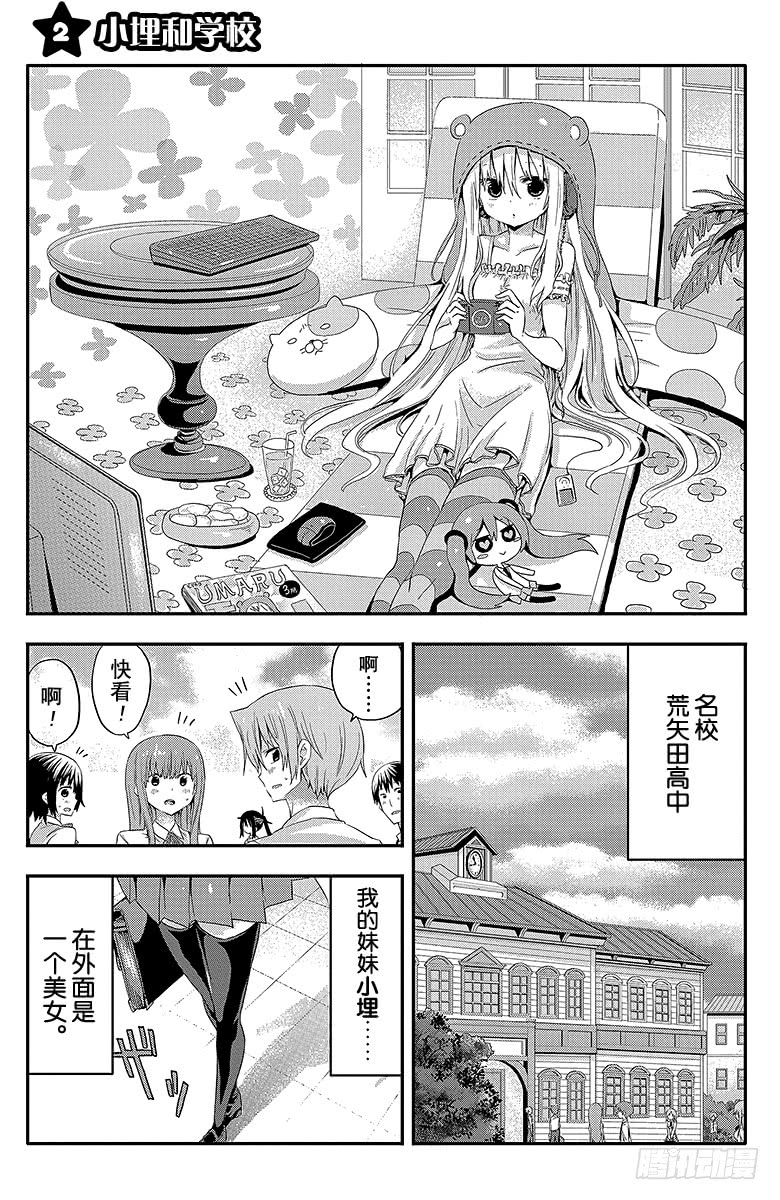 2 小埋和学校
UMARU
3m
名校
荒矢田高中
啊……
快看！
啊！
我的妹妹小埋……
在外面是
一个美女。
腾讯动漫